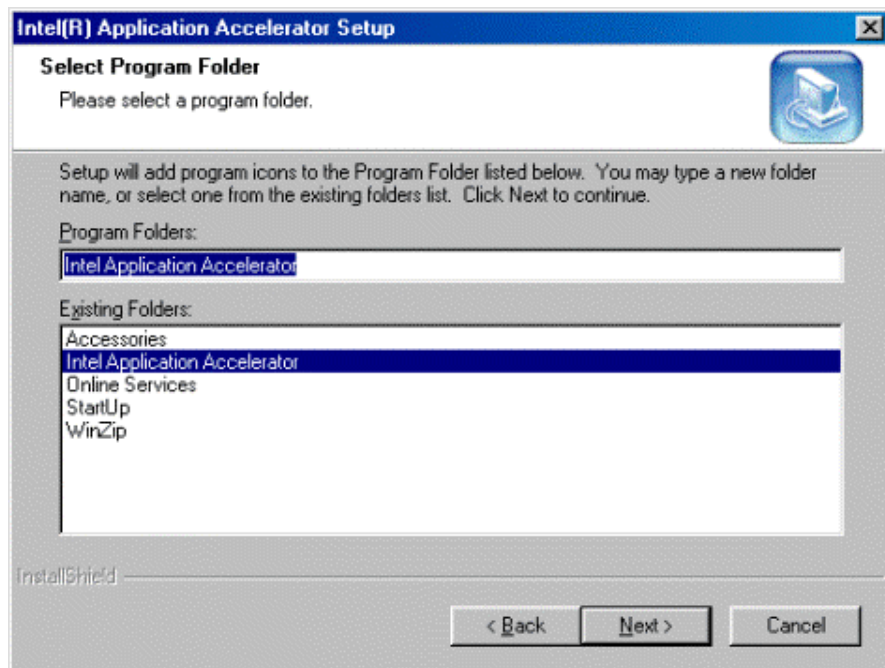 Intel(R) Application Accelerator Setup
Select Program Folder
Please select a program folder.
Setup will add program icons to the Program Folder listed below. You may type a new folder
name, or select one from the existing folders list. Click Next to continue.
Program Folders:
Intel Application Accelerator
Existing Folders:
Accessories
Intel Application Accelerator
Online Services
StartUp
WinZip
InstallShield
< Back
Next >
Cancel